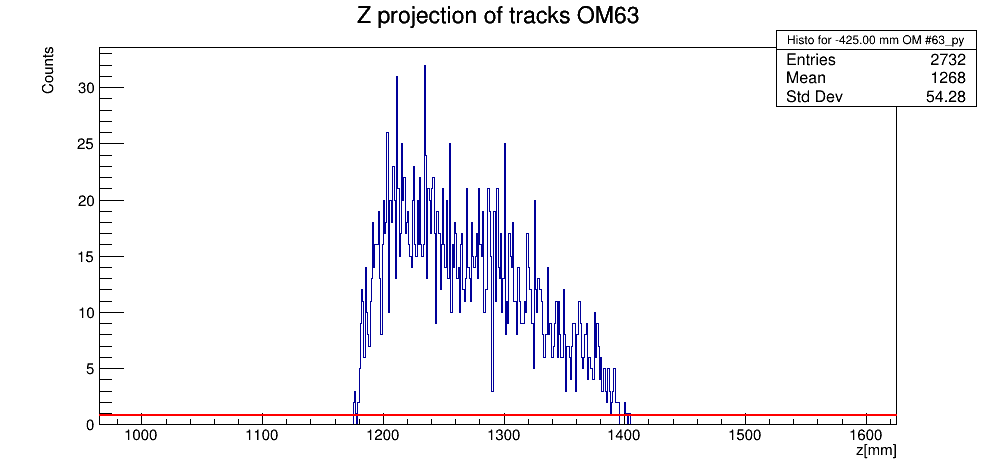 Z projection of tracks OM63
Histo for -425.00 mm OM #63_py
Entries 2732
Mean 1268
Std Dev 54.28
Counts
30
25
20
15
10
5
0
1000 1100 1200 1300 1400 1500 1600
z[mm]